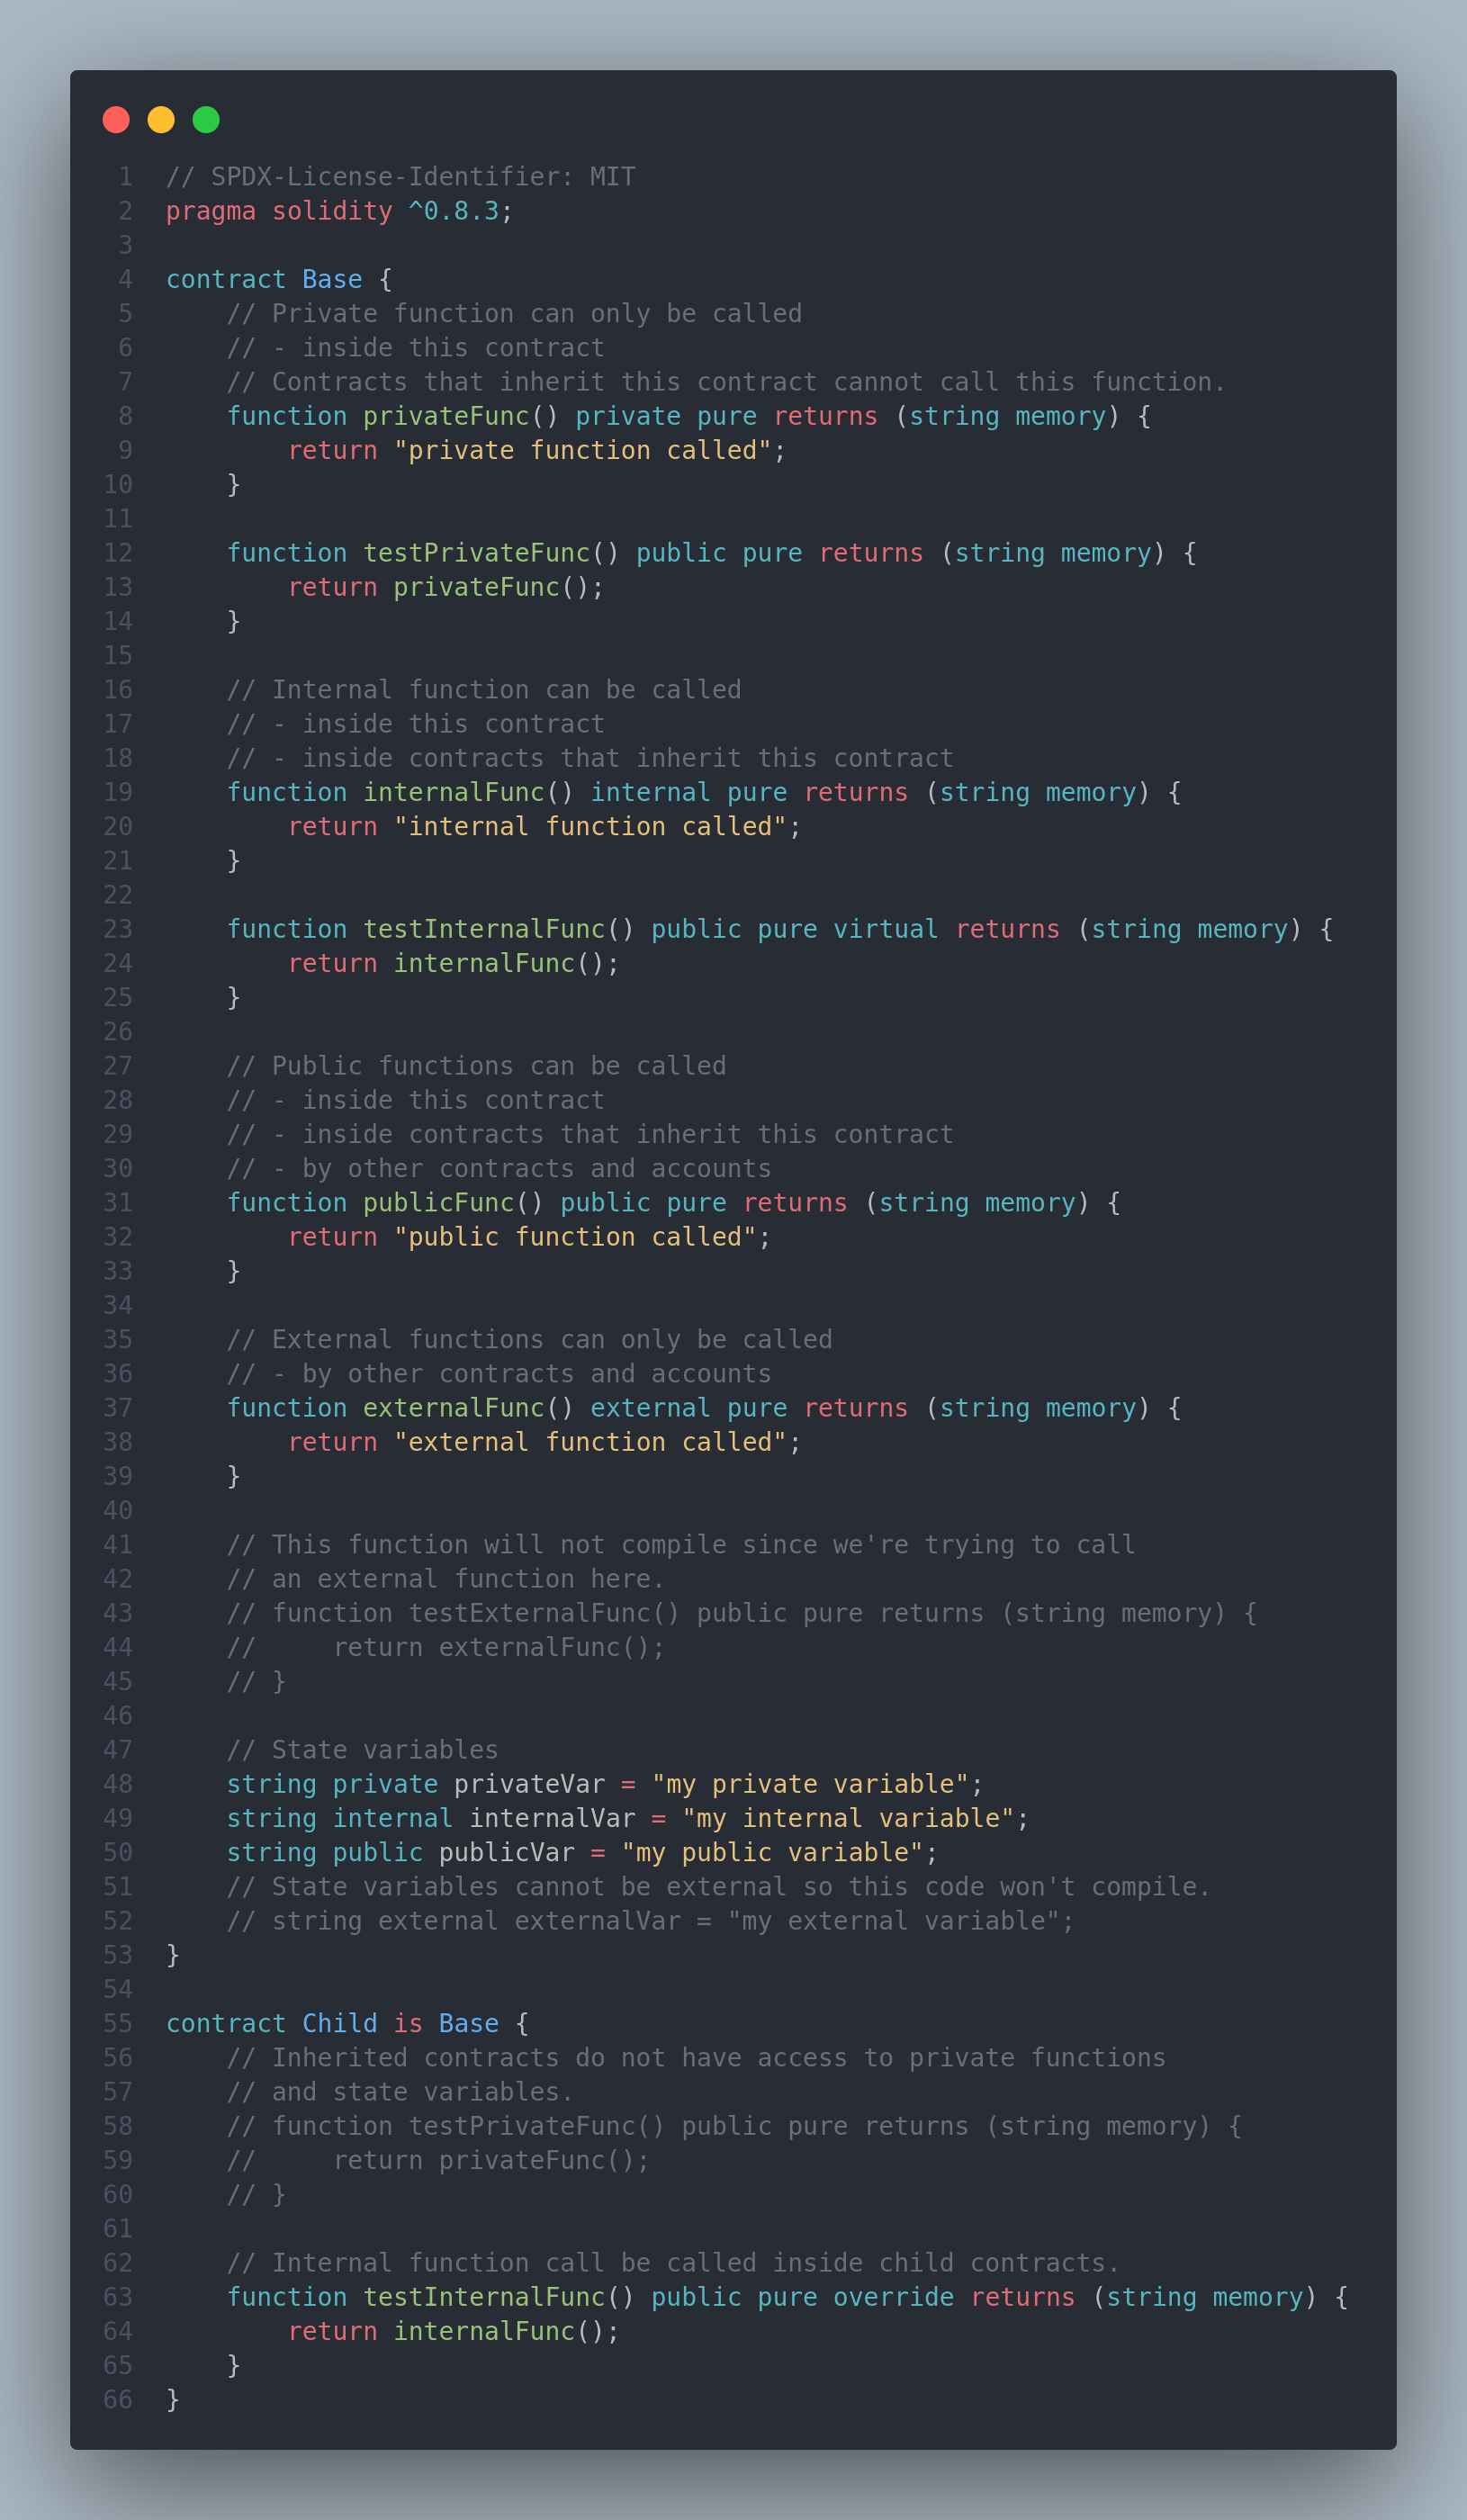 1 // SPDX-License-Identifier: MIT
2 pragma solidity ^0.8.3;
3
4 contract Base {
5     // Private function can only be called
6     // - inside this contract
7     // Contracts that inherit this contract cannot call this function.
8     function privateFunc() private pure returns (string memory) {
9         return "private function called";
10     }
11
12     function testPrivateFunc() public pure returns (string memory) {
13         return privateFunc();
14     }
15
16     // Internal function can be called
17     // - inside this contract
18     // - inside contracts that inherit this contract
19     function internalFunc() internal pure returns (string memory) {
20         return "internal function called";
21     }
22
23     function testInternalFunc() public pure virtual returns (string memory) {
24         return internalFunc();
25     }
26
27     // Public functions can be called
28     // - inside this contract
29     // - inside contracts that inherit this contract
30     // - by other contracts and accounts
31     function publicFunc() public pure returns (string memory) {
32         return "public function called";
33     }
34
35     // External functions can only be called
36     // - by other contracts and accounts
37     function externalFunc() external pure returns (string memory) {
38         return "external function called";
39     }
40
41     // This function will not compile since we're trying to call
42     // an external function here.
43     // function testExternalFunc() public pure returns (string memory) {
44     //     return externalFunc();
45     // }
46
47     // State variables
48     string private privateVar = "my private variable";
49     string internal internalVar = "my internal variable";
50     string public publicVar = "my public variable";
51     // State variables cannot be external so this code won't compile.
52     // string external externalVar = "my external variable";
53 }
54
55 contract Child is Base {
56     // Inherited contracts do not have access to private functions
57     // and state variables.
58     // function testPrivateFunc() public pure returns (string memory) {
59     //     return privateFunc();
60     // }
61
62     // Internal function call be called inside child contracts.
63     function testInternalFunc() public pure override returns (string memory) {
64         return internalFunc();
65     }
66 }